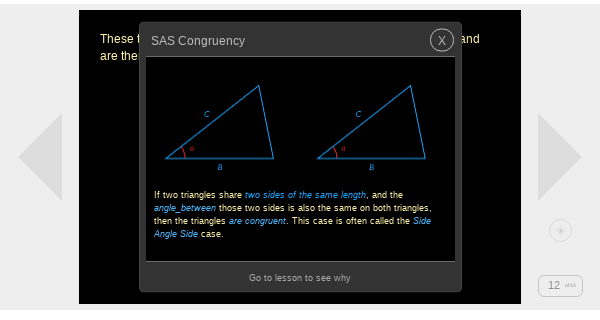 These
and
are
SAS Congruency
X
C
α
B
C
α
B
If two triangles share two sides of the same length, and the
angle_between those two sides is also the same on both triangles,
then the triangles are congruent. This case is often called the Side
Angle Side case.
Go to lesson to see why
12